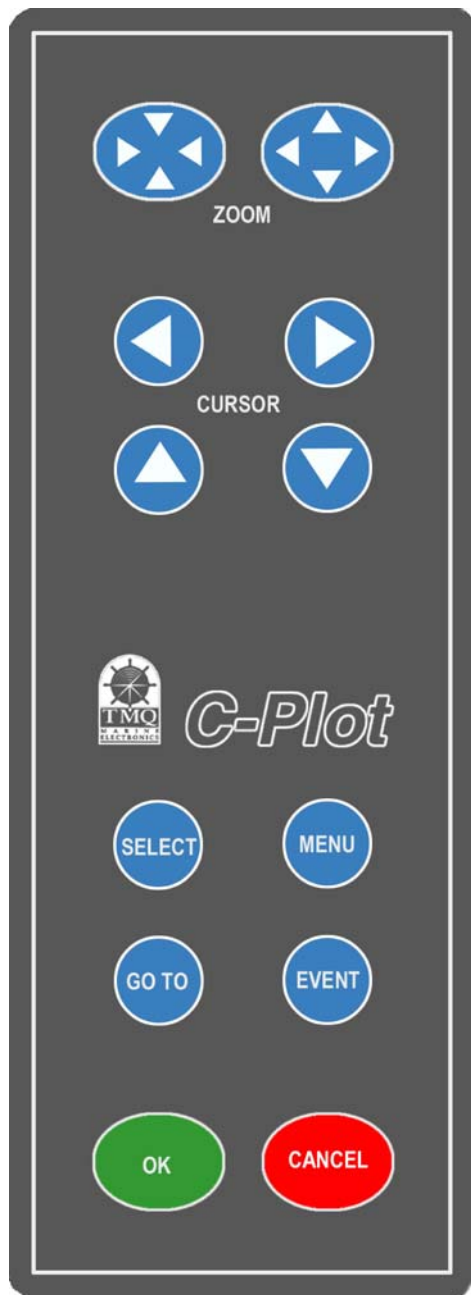 ZOOM
CURSOR
TMQ
MARINE
ELECTRONICS
C-Plot
SELECT MENU
GO TO EVENT
OK CANCEL